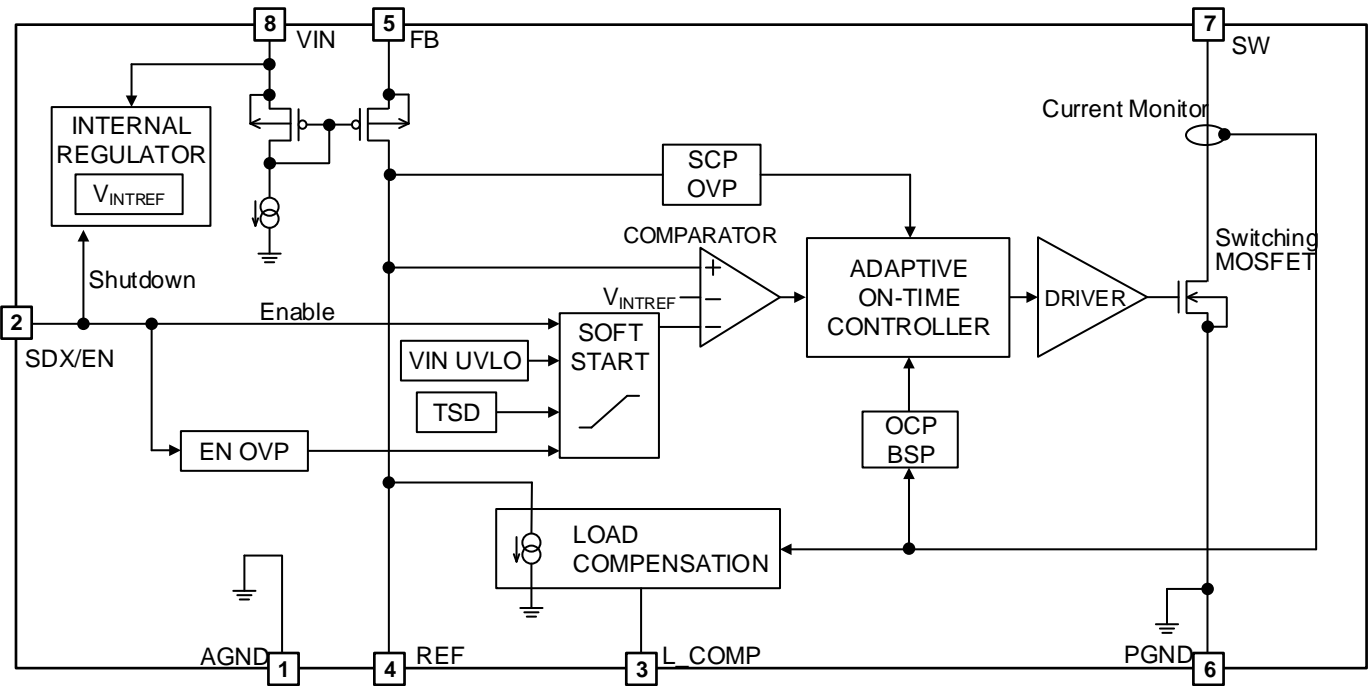 8
VIN
5
FB
7
SW
INTERNAL
REGULATOR
VINTREF
Current Monitor
SCP
OVP
COMPARATOR
+
−
−
VINTREF
ADAPTIVE
ON-TIME
CONTROLLER
DRIVER
Switching
MOSFET
Shutdown
2
SDX/EN
Enable
SOFT
START
VIN UVLO
TSD
EN OVP
OCP
BSP
LOAD
COMPENSATION
AGND
1
4
REF
3
L_COMP
PGND
6